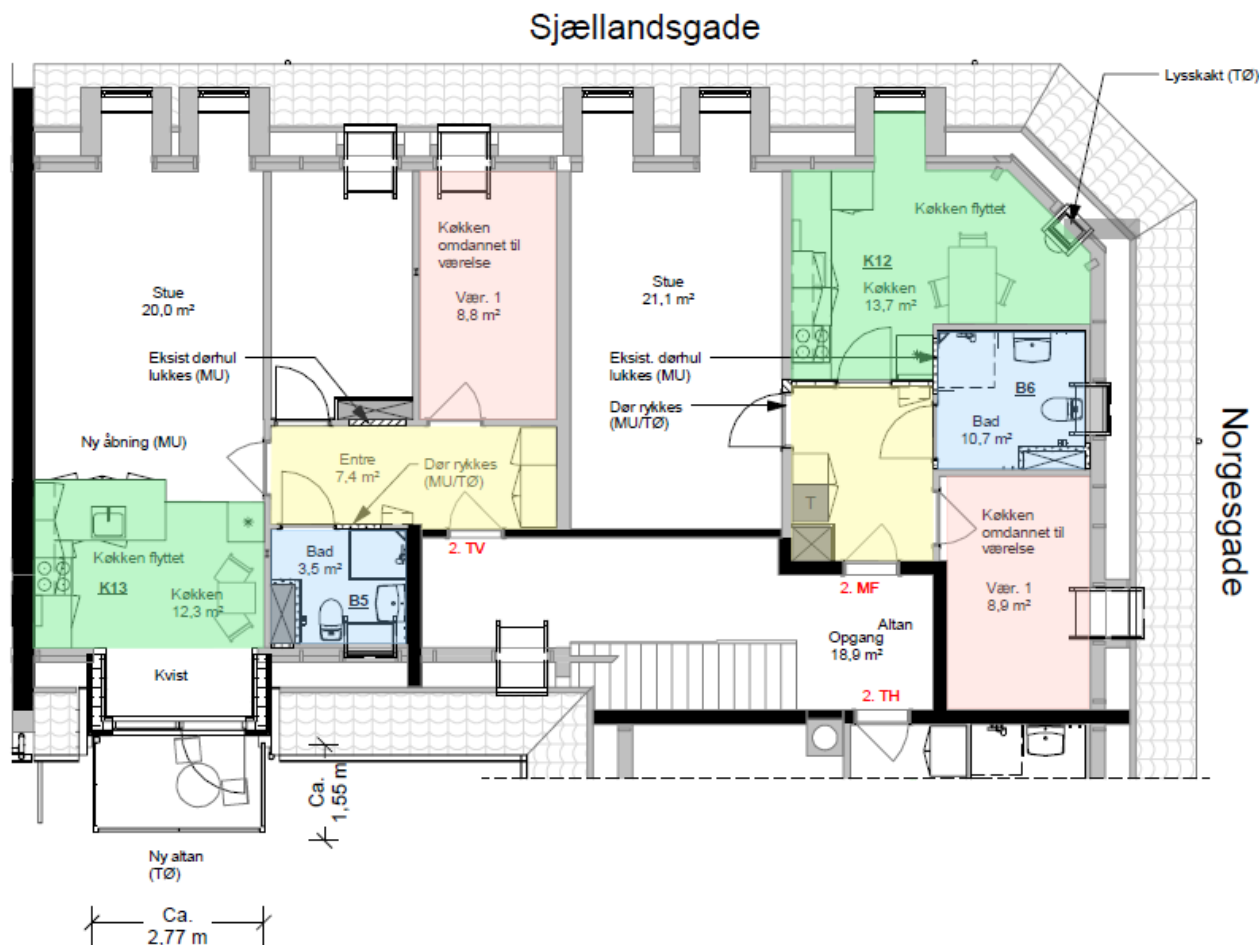 Sjællandsgade
Lysskakt (TØ)
Køkken flyttet
Køkken
omdannet til
værelse
Vær. 1
8,8 m²
K12
Køkken
13,7 m²
Stue
20,0 m²
Stue
21,1 m²
Eksist dørhul
lukkes (MU)
Eksist. dørhul
lukkes (MU)
B6
Dør rykkes
(MU/TØ)
Bad
10,7 m²
Ny åbning (MU)
Entre
7,4 m²
Dør rykkes
(MU/TØ)
T
Køkken
omdannet til
værelse
Vær. 1
8,9 m²
Norgesgade
2. TV
Bad
3,5 m²
Køkken flyttet
K13
Køkken
12,3 m²
B5
2. MF
Altan
Opgang
18,9 m²
Kvist
2. TH
Ca.
1,55 m
Ny altan
(TØ)
Ca.
2,77 m